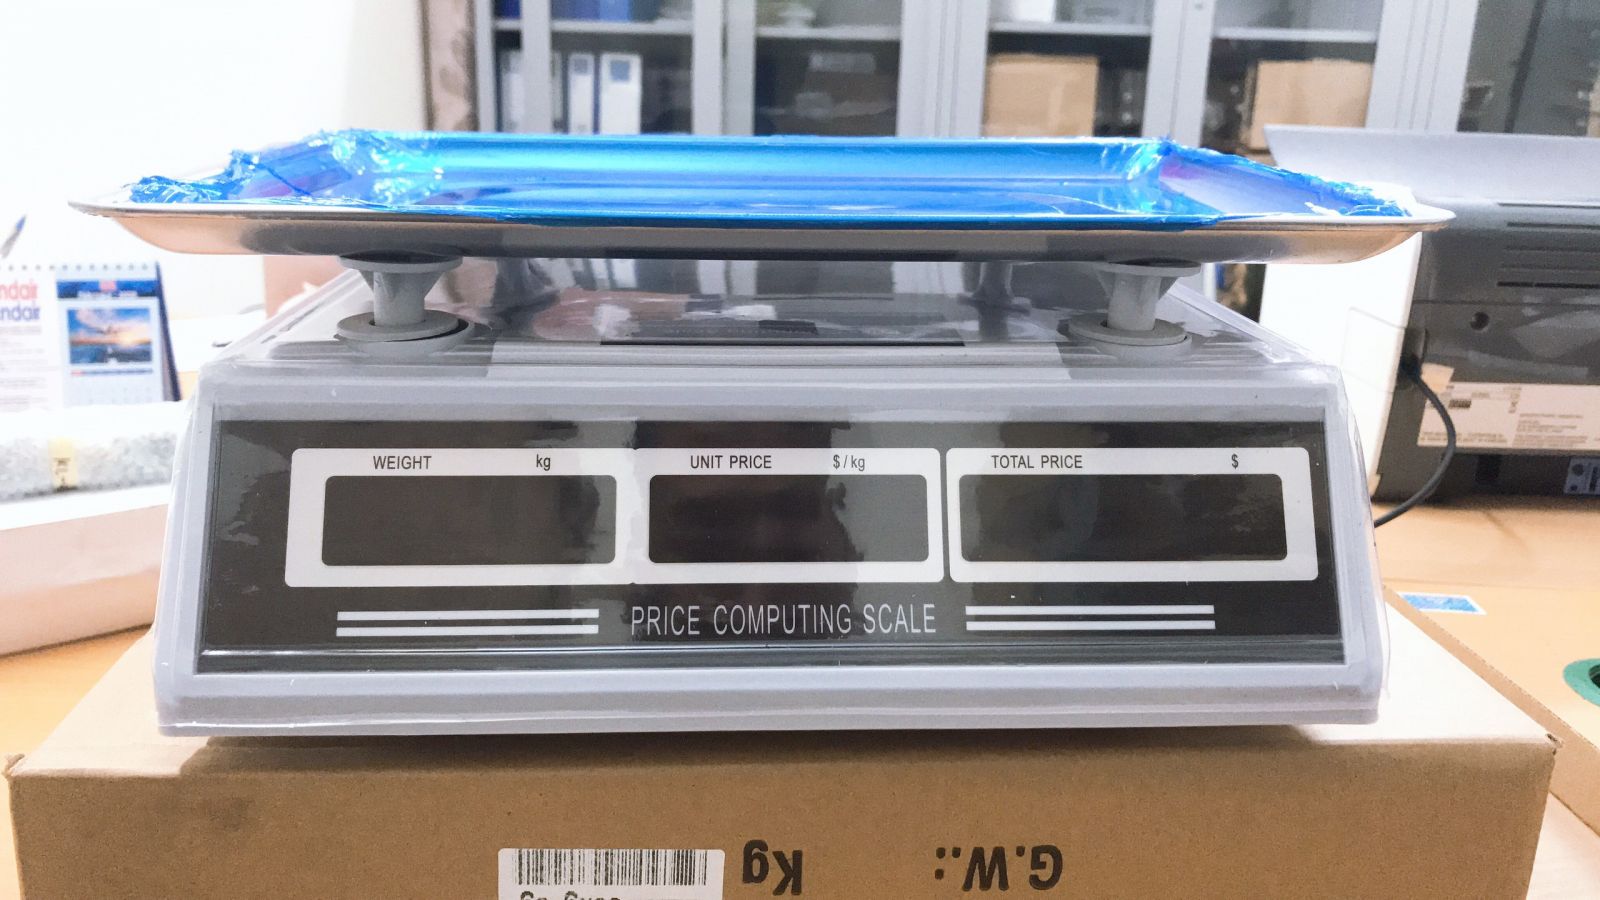 WEIGHT kg
UNIT PRICE $/kg
TOTAL PRICE $
PRICE COMPUTING SCALE
G.W.: Kg